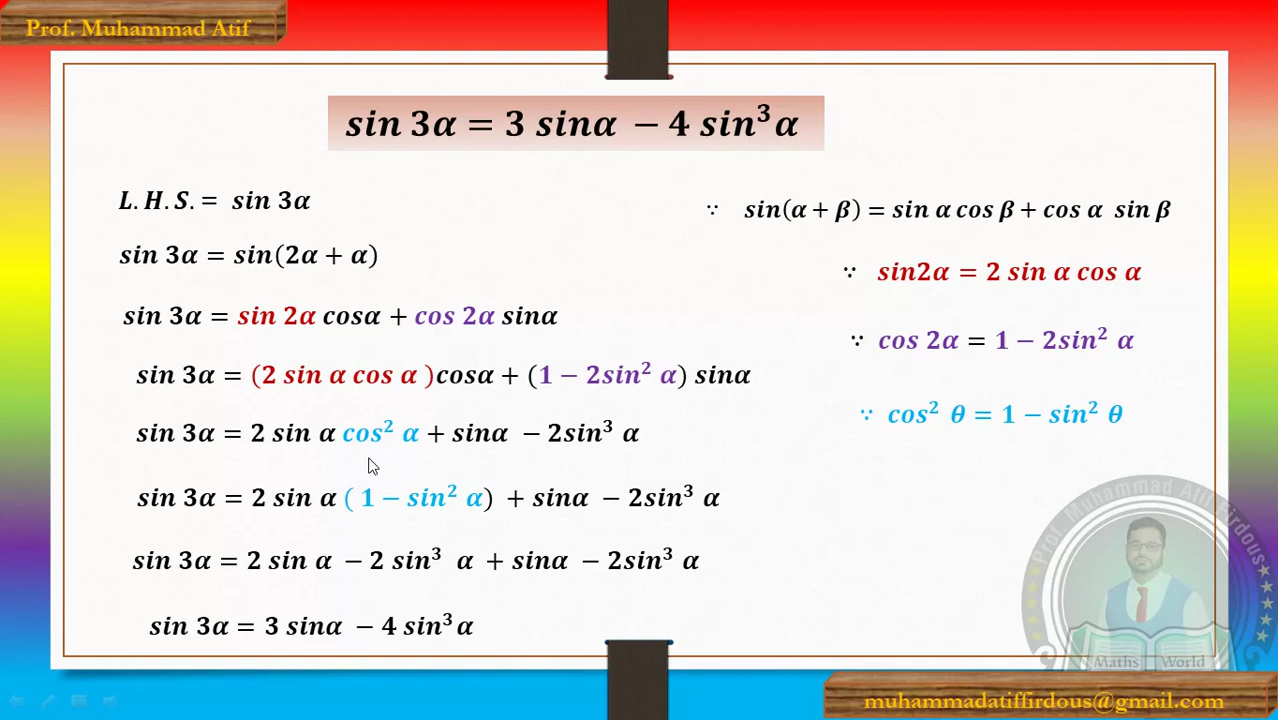 Prof. Muhammad Atif
sin 3α = 3 sinα − 4 sin³α
L.H.S. = sin 3α
sin 3α = sin(2α + α)
sin 3α = sin 2α cosα + cos 2α sinα
sin 3α = (2 sin α cos α )cosα + (1 − 2sin² α) sinα
sin 3α = 2 sin α cos² α + sinα − 2sin³ α
sin 3α = 2 sin α ( 1 − sin² α) + sinα − 2sin³ α
sin 3α = 2 sin α − 2 sin³ α + sinα − 2sin³ α
sin 3α = 3 sinα − 4 sin³α
∵ sin(α + β) = sin α cos β + cos α sin β
∵ sin2α = 2 sin α cos α
∵ cos 2α = 1 − 2sin² α
∵ cos² θ = 1 − sin² θ
Prof. Muhammad Atif Firdous
Maths World
muhammadatiffirdous@gmail.com